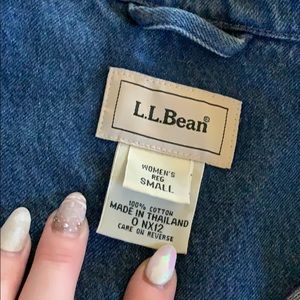 L.L.Bean®
WOMEN'S
REG
SMALL
100% COTTON
MADE IN THAILAND
0 NX12
CARE ON REVERSE